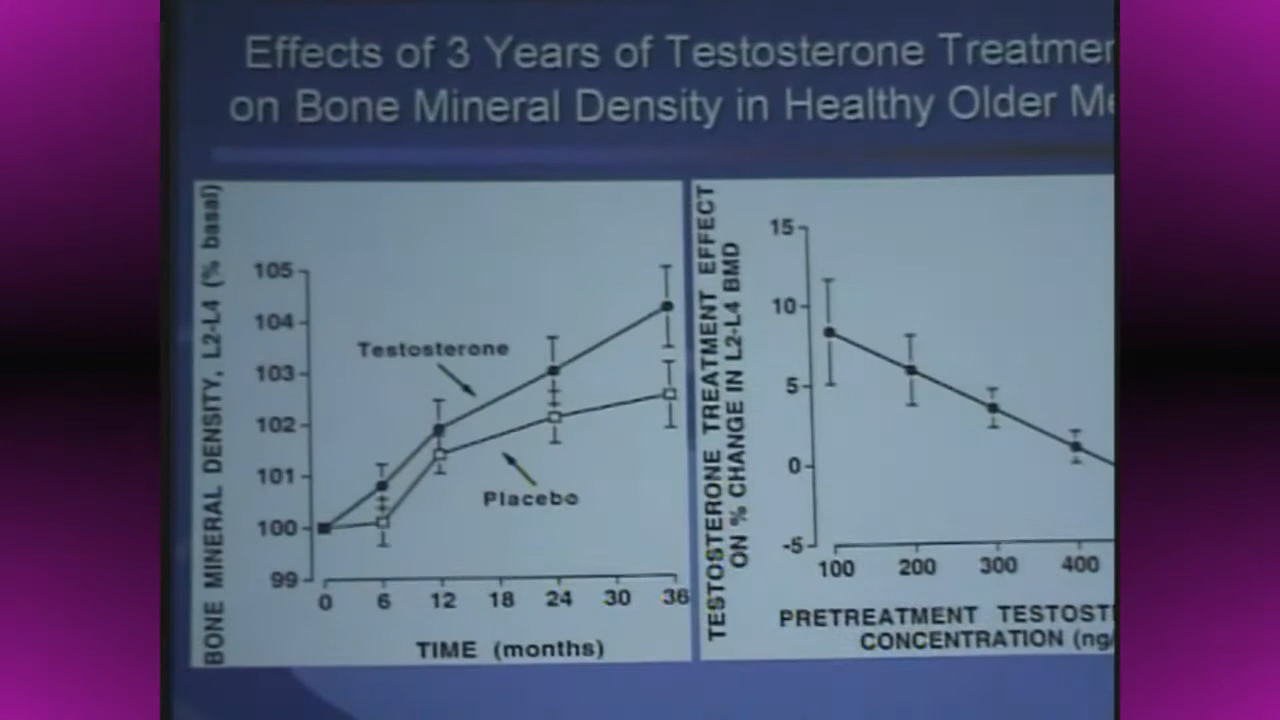 Effects of 3 Years of Testosterone Treatmen
on Bone Mineral Density in Healthy Older Me
BONE MINERAL DENSITY, L2-L4 (% basal)
105
104
103
102
101
100
99
Testosterone
Placebo
0 6 12 18 24 30 36
TIME (months)
TESTOSTERONE TREATMENT EFFECT
ON % CHANGE IN L2-L4 BMD
15
10
5
0
-5
100 200 300 400
PRETREATMENT TESTOST
CONCENTRATION (ng/